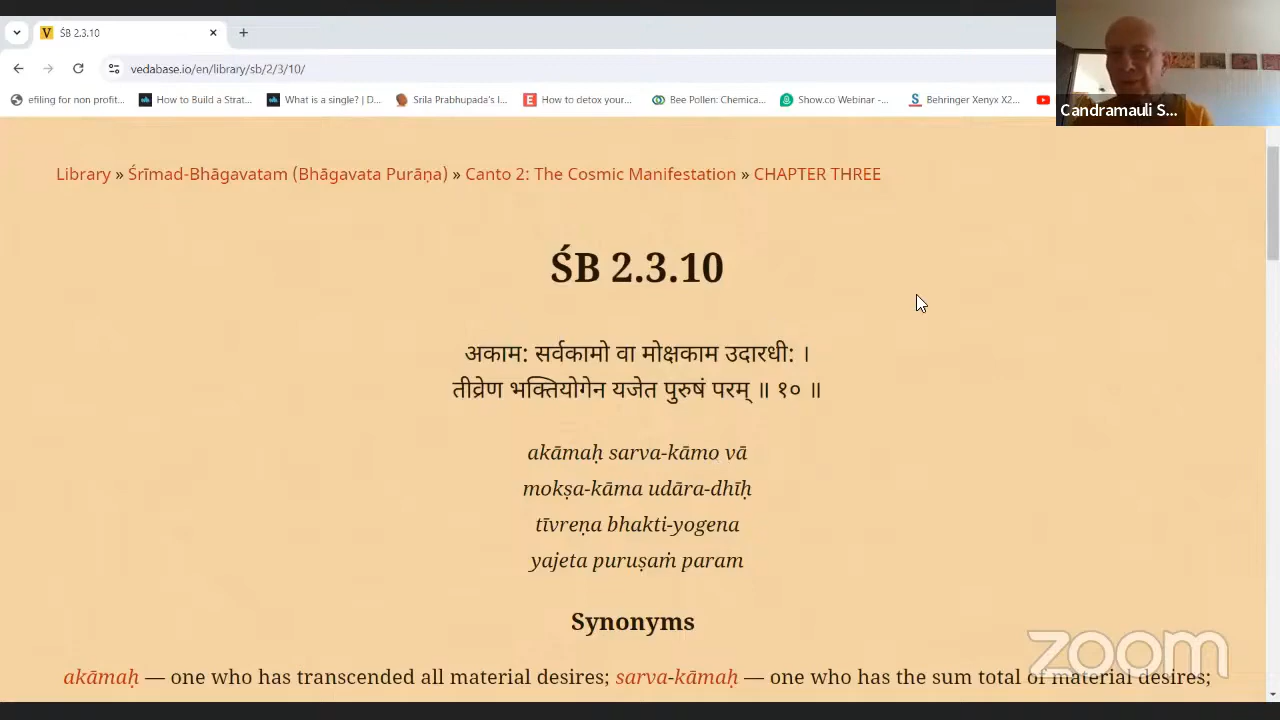 ŚB 2.3.10
vedabase.io/en/library/sb/2/3/10/
efiling for non profit... How to Build a Strat... What is a single? | D... Srila Prabhupada's I... How to detox your... Bee Pollen: Chemica... Show.co Webinar -... Behringer Xenyx X2...
Candramauli S...
Library » Śrīmad-Bhāgavatam (Bhāgavata Purāṇa) » Canto 2: The Cosmic Manifestation » CHAPTER THREE
ŚB 2.3.10
अकाम: सर्वकामो वा मोक्षकाम उदारधी: ।
तीव्रेण भक्तियोगेन यजेत पुरुषं परम् ॥ १० ॥
akāmaḥ sarva-kāmo vā
mokṣa-kāma udāra-dhīḥ
tīvreṇa bhakti-yogena
yajeta puruṣaṁ param
Synonyms
akāmaḥ — one who has transcended all material desires; sarva-kāmaḥ — one who has the sum total of material desires;
zoom